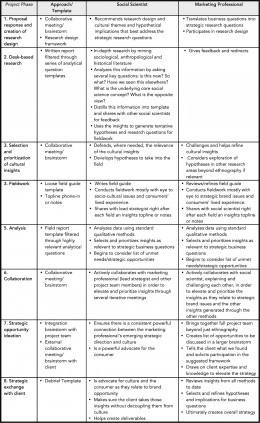 Project Phase
Approach/
Template
Social Scientist
Marketing Professional
1. Proposal
response and
creation of
research
design
• Collaborative
meeting/
brainstorm
• Research design
framework
• Recommends research design and
cultural themes and hypothetical
implications that best address the
strategic research questions
• Translates business questions into
strategic research questions
• Participates in research design
2. Desk-based
research
• Written report
filtered through
series of
analytical
question
templates
• In-depth research by mining
sociological, anthropological and
historical literature
• Analyzes this information by asking
several key questions: is this new? So
what? Have we seen this elsewhere?
What is the underlying core social
science concept? What is the opposite
view?
• Distills this information into template
and shares with other social scientists
for feedback
• Uses the insights to generate tentative
hypotheses and research questions for
fieldwork
• Gives feedback and redirects
3. Selection
and
prioritization
of cultural
insights
• Collaborative
meeting/
brainstorm
• Defends, where needed, the relevance
of the cultural insights
• Develops hypotheses to take into the
field
• Challenges and helps refine
cultural insights
• Considers exploration of
hypotheses in other research
areas beyond ethnography if
relevant
4. Fieldwork
• Loose field guide
template
• Topline phone-in
or notes
• Writes field guide
• Conducts fieldwork mostly with eye to
socio-cultural issues and consumers'
lived experience
• Shares with lead strategist right after
each field an insights topline or notes
• Reviews/refines field guide
• Conducts fieldwork mostly with
eye to strategic brand issues and
consumers' lived experience
• Shares with social scientist right
after each field an insights topline
or notes
5. Analysis
• Field report
template filtered
through highly
relevant analytical
questions
• Analyzes data using standard
qualitative methods
• Selects and prioritizes insights as
relevant to strategic business questions
• Begins to consider list of unmet
needs/strategic opportunities
• Analyzes data using standard
qualitative methods
• Selects and prioritizes insights as
relevant to strategic business
questions
• Begins to consider list of unmet
needs/strategic opportunities
6.
Collaboration
• Collaborative
meeting/
brainstorm
• Actively collaborates with marketing
professional (lead strategist and other
project team members) in order to
elevate and prioritize insights through
several iterative meetings
• Actively collaborates with social
scientist, explaining and
challenging each other, in order
to elevate and prioritize the
insights as they relate to strategic
brand issues and the other
insights generated through the
other methods
7. Strategic
opportunity
ideation
• Integration
brainstorm with
project team
• External
collaborative
brainstorm with
client
• Ensures there is a consistent powerful
connection between the marketing
professional's emerging strategic
direction and culture
• Is a powerful advocate for the
consumer
• Brings together full project team
beyond just ethnography
• Creates list of opportunities to be
discussed in a larger brainstorm
• Tells the client what we found
and solicits participation in the
suggested framework
• Draws on client expertise and
knowledge to elevate the strategy
8. Strategic
exchange
with client
• Debrief Template
• Is advocate for culture and the
consumer as they relate to brand
opportunity
• Makes sure the client takes those
insights without decoupling them from
culture
• Helps create deliverables
• Reviews insights from all methods
to date
• Selects and refines hypotheses
and implications for business
questions
• Ultimately creates overall strategy